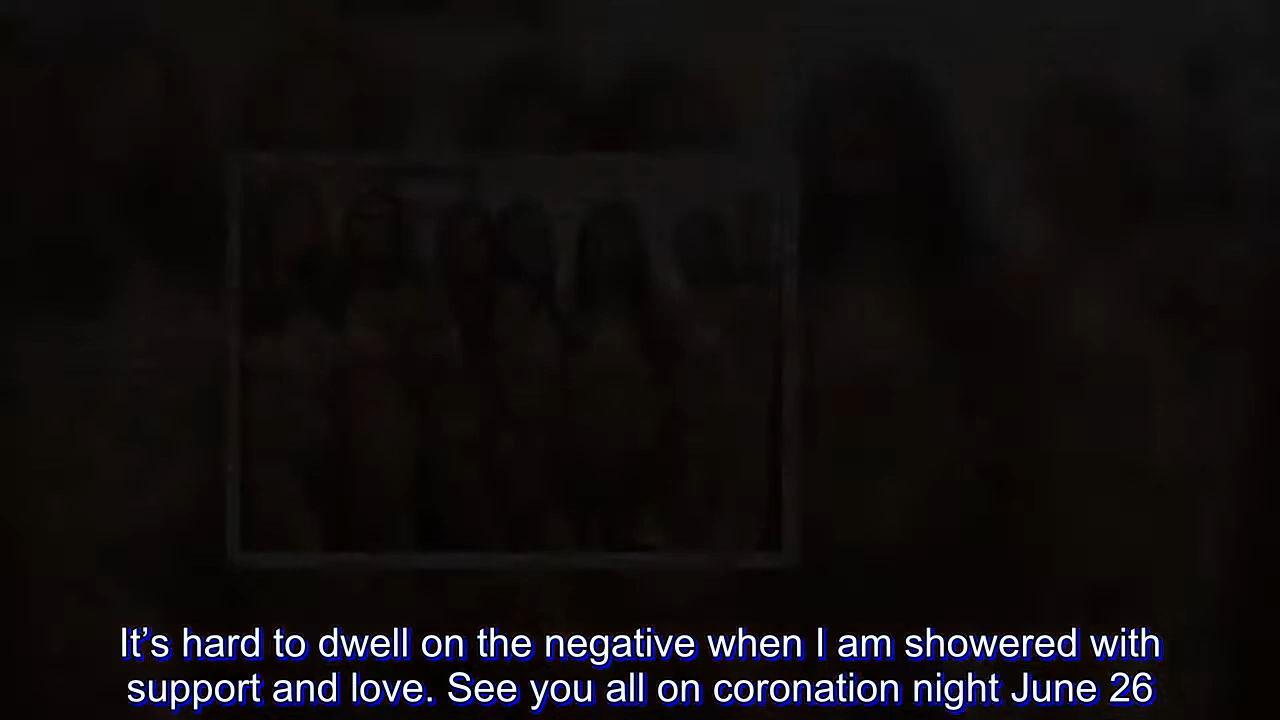 It’s hard to dwell on the negative when I am showered with
support and love. See you all on coronation night June 26